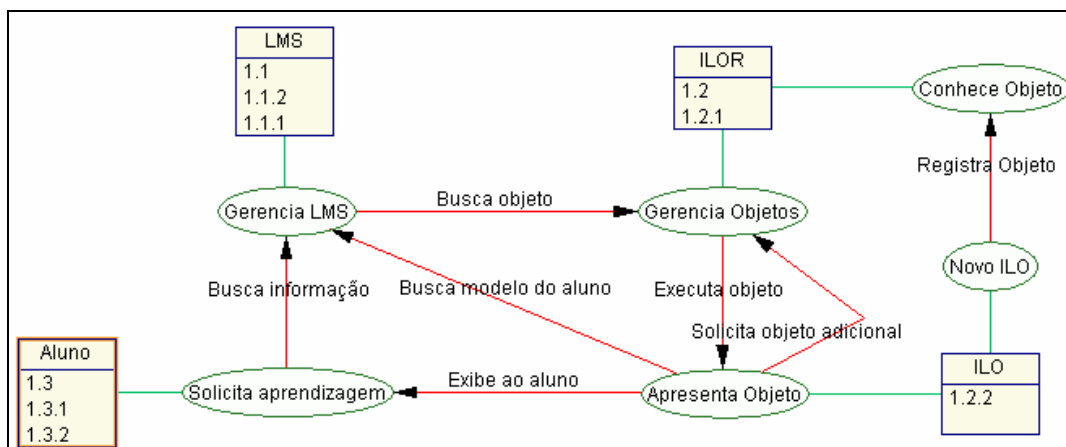 LMS
1.1
1.1.2
1.1.1
ILOR
1.2
1.2.1
Conhece Objeto
Registra Objeto
Busca objeto
Gerencia LMS
Gerencia Objetos
Novo ILO
Busca informação
Busca modelo do aluno
Executa objeto
Solicita objeto adicional
Aluno
1.3
1.3.1
1.3.2
Solicita aprendizagem
Exibe ao aluno
Apresenta Objeto
ILO
1.2.2